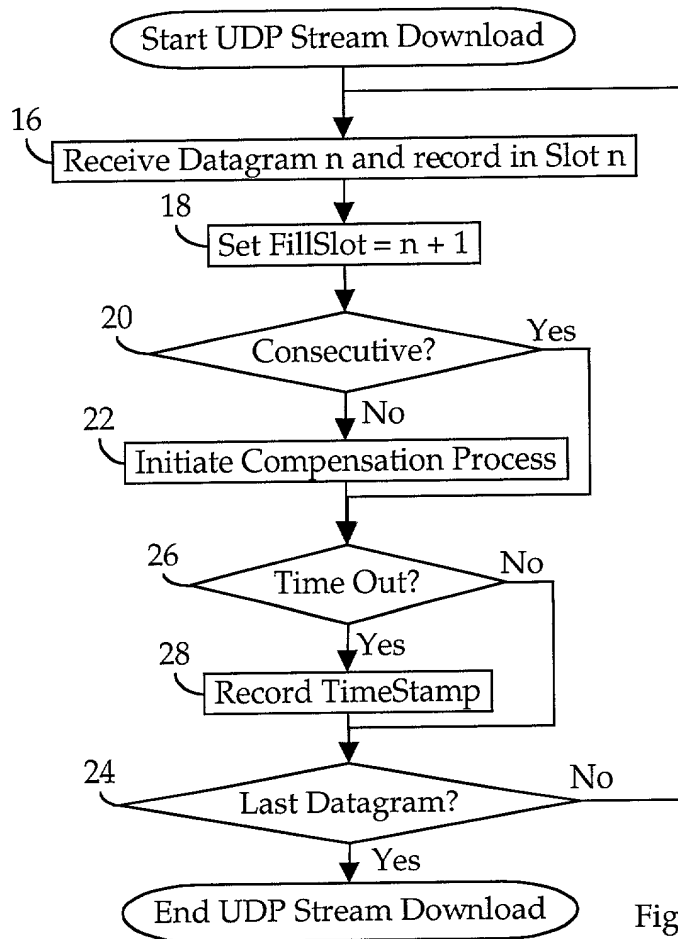 Start UDP Stream Download
16
Receive Datagram n and record in Slot n
18
Set FillSlot = n + 1
20
Consecutive?
Yes
No
22
Initiate Compensation Process
26
Time Out?
No
Yes
28
Record TimeStamp
24
Last Datagram?
No
Yes
End UDP Stream Download
Fig